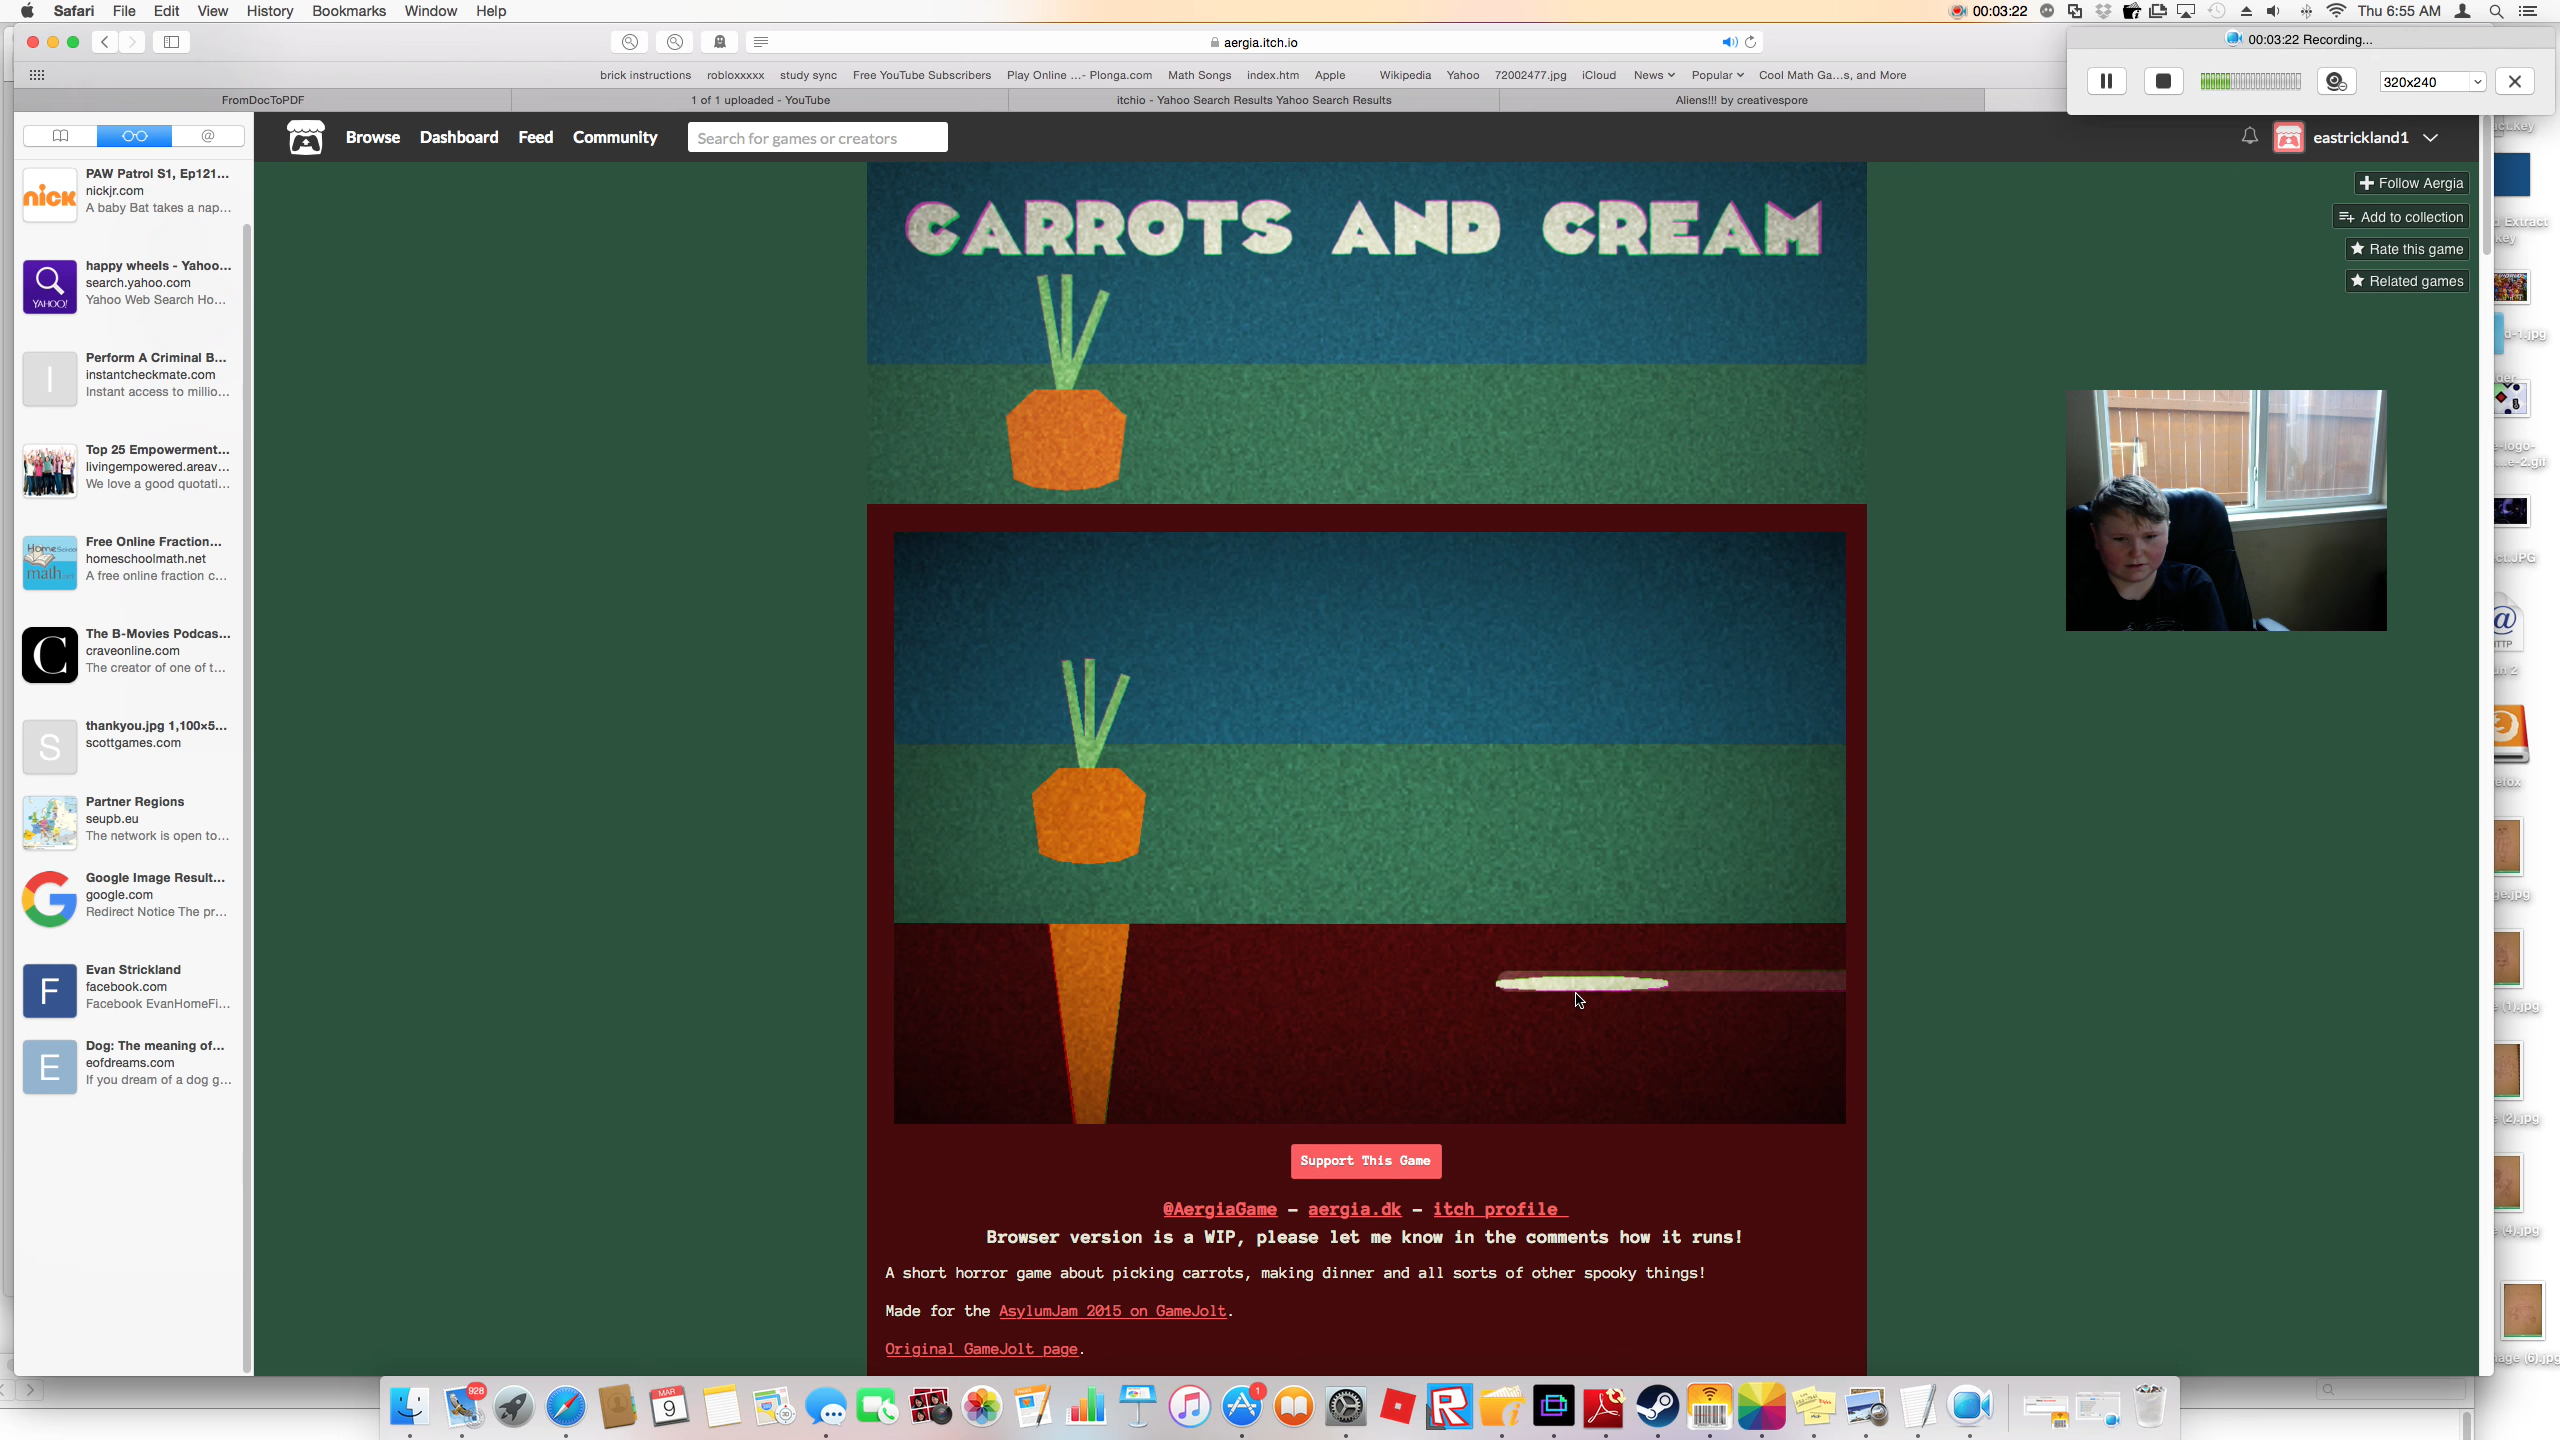 Safari File Edit View History Bookmarks Window Help
00:03:22
Thu 6:55 AM
aergia.itch.io
00:03:22 Recording...
320x240
brick instructions robloxxxxx study sync Free YouTube Subscribers Play Online ...- Plonga.com Math Songs index.htm Apple Wikipedia Yahoo 72002477.jpg iCloud News Popular Cool Math Ga...s, and More
FromDocToPDF
1 of 1 uploaded - YouTube
itchio - Yahoo Search Results Yahoo Search Results
Aliens!!! by creativespore
Browse Dashboard Feed Community
Search for games or creators
eastrickland1
Follow Aergia
Add to collection
Rate this game
Related games
CARROTS AND CREAM
nick
PAW Patrol S1, Ep121...
nickjr.com
A baby Bat takes a nap...
YAHOO!
happy wheels - Yahoo...
search.yahoo.com
Yahoo Web Search Ho...
I
Perform A Criminal B...
instantcheckmate.com
Instant access to millio...
Top 25 Empowerment...
livingempowered.areav...
We love a good quotati...
Free Online Fraction...
homeschoolmath.net
A free online fraction c...
C
The B-Movies Podcas...
craveonline.com
The creator of one of t...
S
thankyou.jpg 1,100×5...
scottgames.com
Partner Regions
seupb.eu
The network is open to...
G
Google Image Result...
google.com
Redirect Notice The pr...
F
Evan Strickland
facebook.com
Facebook EvanHomeFi...
E
Dog: The meaning of...
eofdreams.com
If you dream of a dog g...
Support This Game
@AergiaGame – aergia.dk – itch profile
Browser version is a WIP, please let me know in the comments how it runs!
A short horror game about picking carrots, making dinner and all sorts of other spooky things!
Made for the AsylumJam 2015 on GameJolt.
Original GameJolt page.
928
MAR
9
1